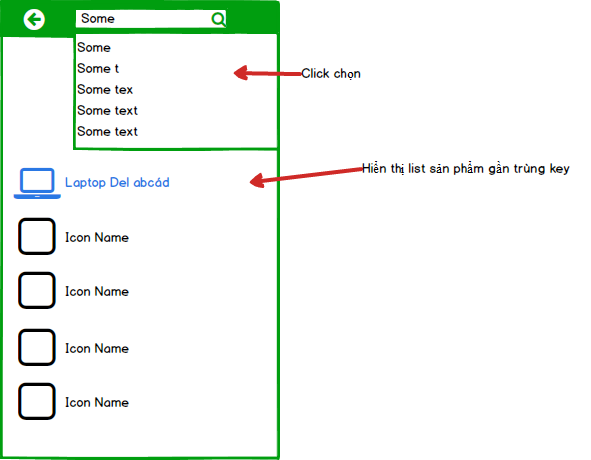 Some
Some
Some t
Some tex
Some text
Some text
Click chọn
Hiển thị list sản phẩm gần trùng key
Laptop Del abcád
Icon Name
Icon Name
Icon Name
Icon Name